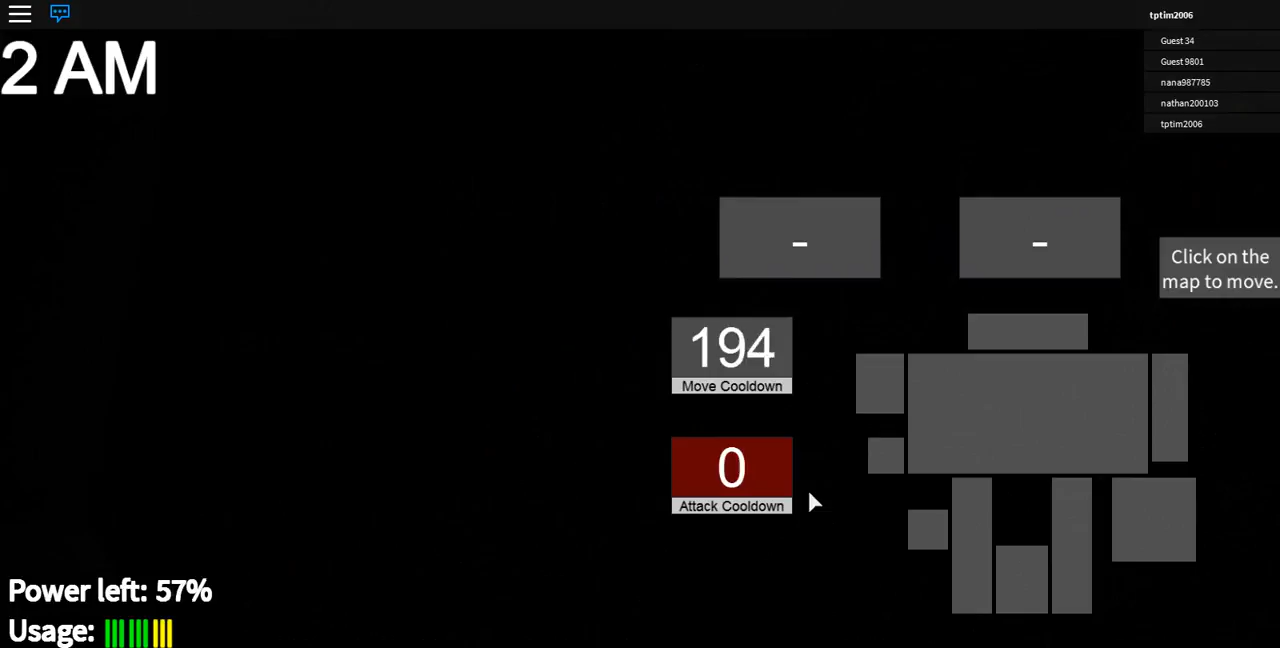 tptim2006
Guest 34
Guest 9801
nana987785
nathan200103
tptim2006
2 AM
-
-
Click on the
map to move.
194
Move Cooldown
0
Attack Cooldown
Power left: 57%
Usage: